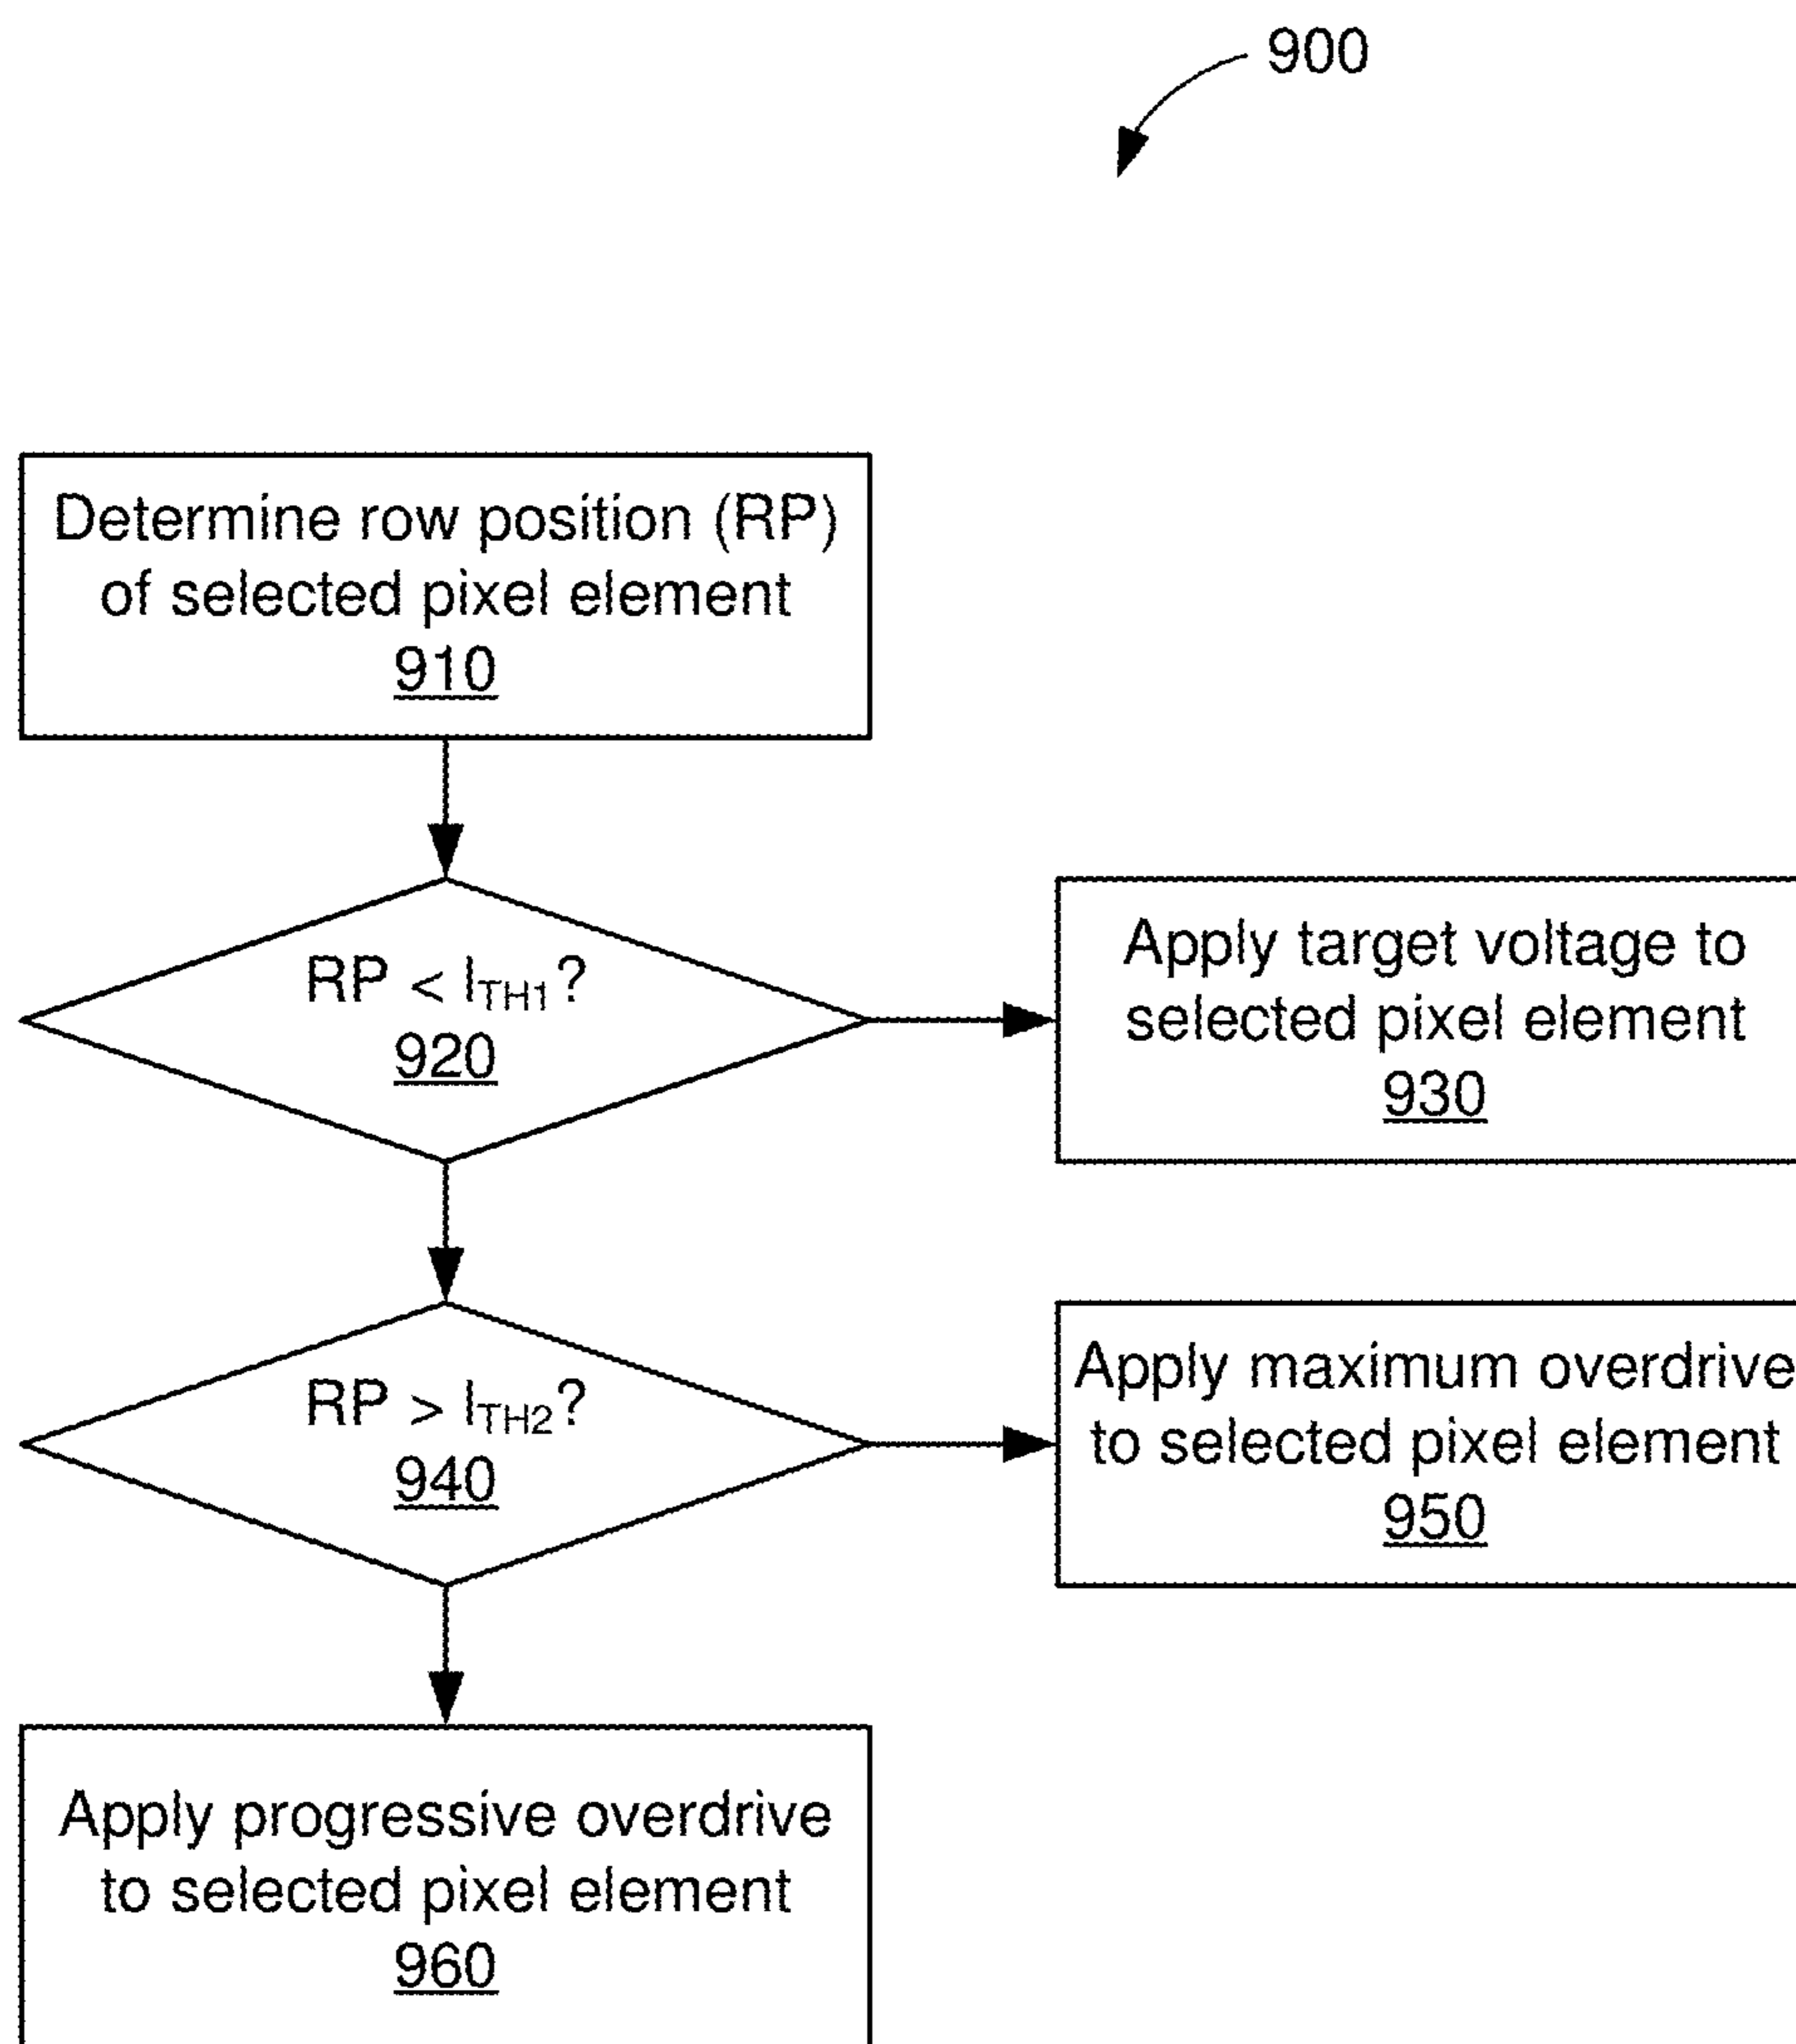 900
Determine row position (RP)
of selected pixel element
910
RP < I_TH1?
920
Apply target voltage to
selected pixel element
930
RP > I_TH2?
940
Apply maximum overdrive
to selected pixel element
950
Apply progressive overdrive
to selected pixel element
960